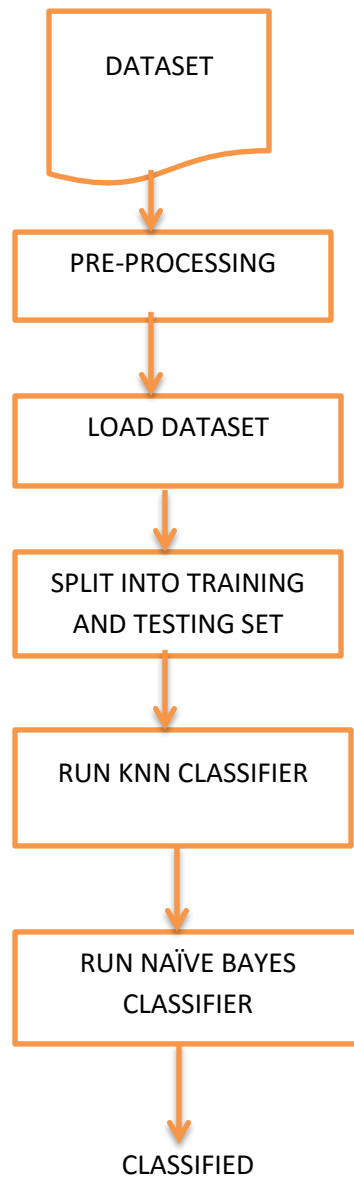 DATASET
PRE-PROCESSING
LOAD DATASET
SPLIT INTO TRAINING
AND TESTING SET
RUN KNN CLASSIFIER
RUN NAÏVE BAYES
CLASSIFIER
CLASSIFIED